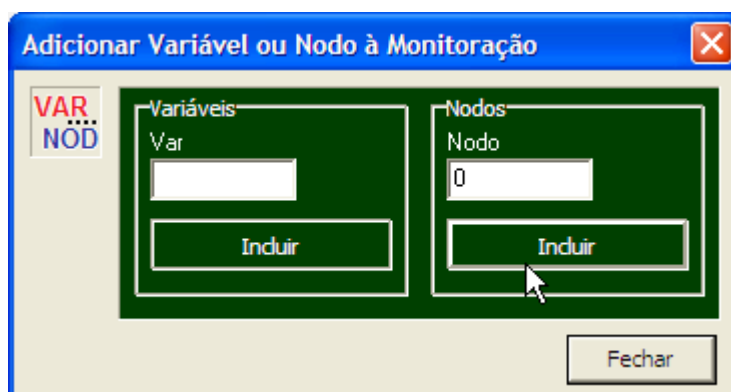 Adicionar Variável ou Nodo à Monitoração
VAR
NOD
Variáveis
Var
Incluir
Nodos
Nodo
0
Incluir
Fechar